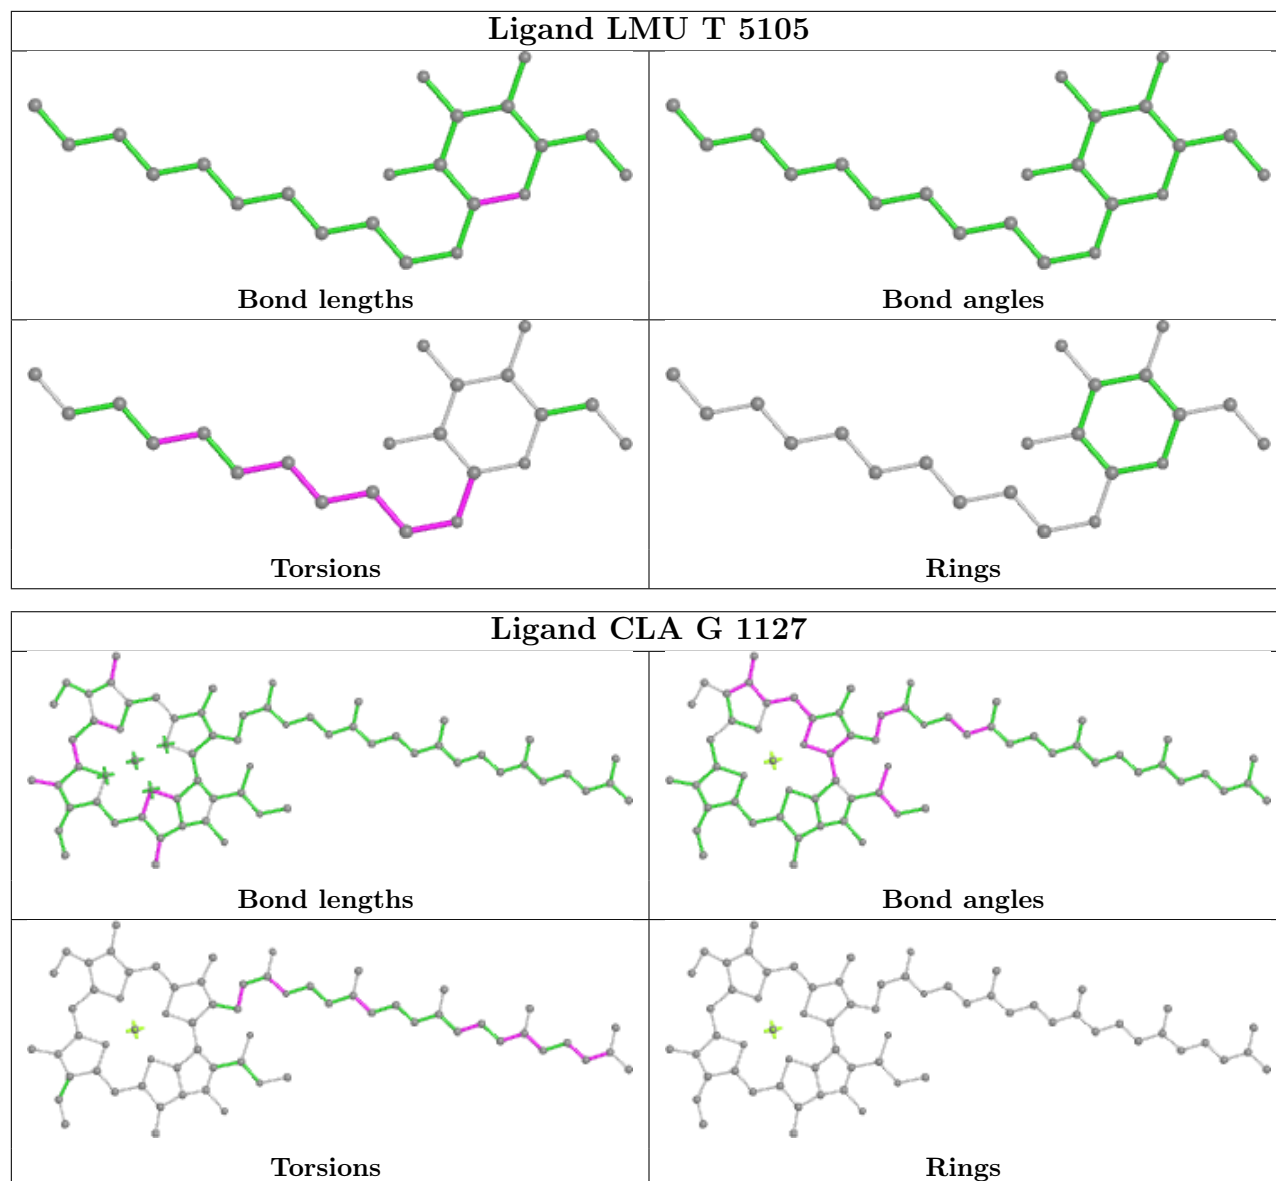 Ligand LMU T 5105
Bond lengths
Bond angles
Torsions
Rings
Ligand CLA G 1127
Bond lengths
Bond angles
Torsions
Rings